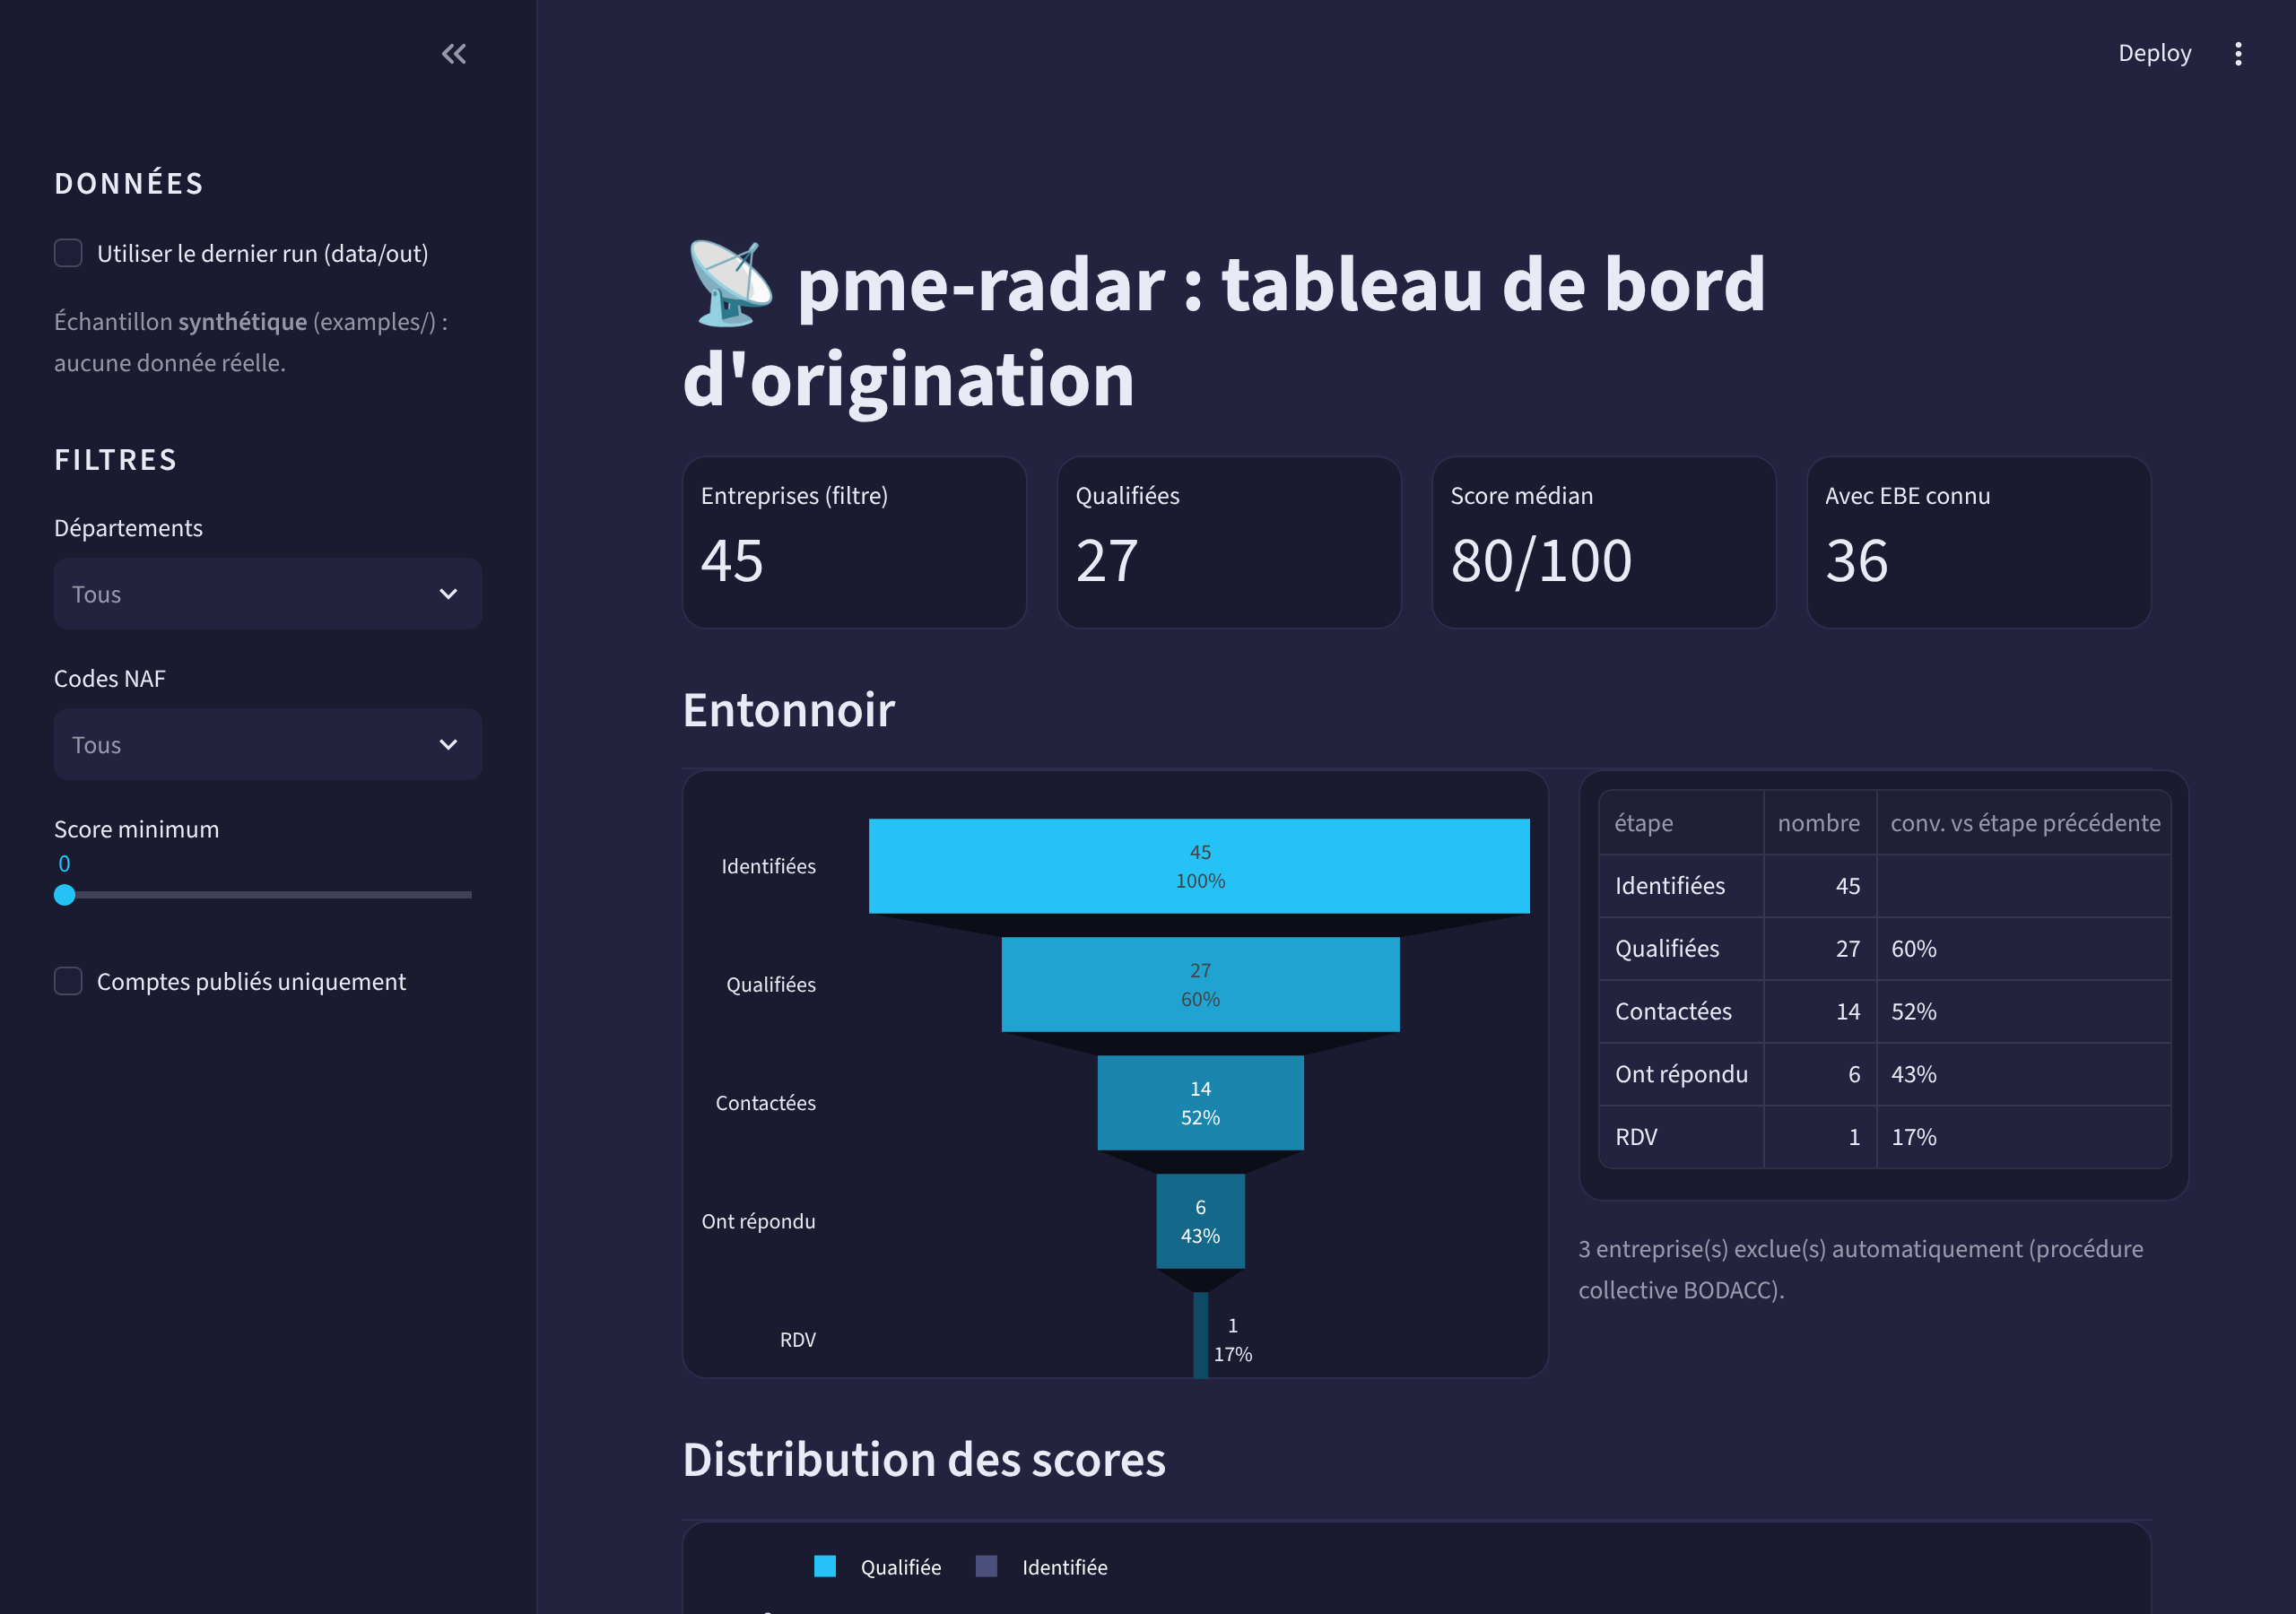 Deploy
DONNÉES
Utiliser le dernier run (data/out)
Échantillon synthétique (examples/) :
aucune donnée réelle.
FILTRES
Départements
Tous
Codes NAF
Tous
Score minimum
0
Comptes publiés uniquement
pme-radar : tableau de bord
d'origination
Entreprises (filtre)
45
Qualifiées
27
Score médian
80/100
Avec EBE connu
36
Entonnoir
Identifiées
45
100%
Qualifiées
27
60%
Contactées
14
52%
Ont répondu
6
43%
RDV
1
17%
étape nombre conv. vs étape précédente
Identifiées 45
Qualifiées 27 60%
Contactées 14 52%
Ont répondu 6 43%
RDV 1 17%
3 entreprise(s) exclue(s) automatiquement (procédure
collective BODACC).
Distribution des scores
Qualifiée Identifiée